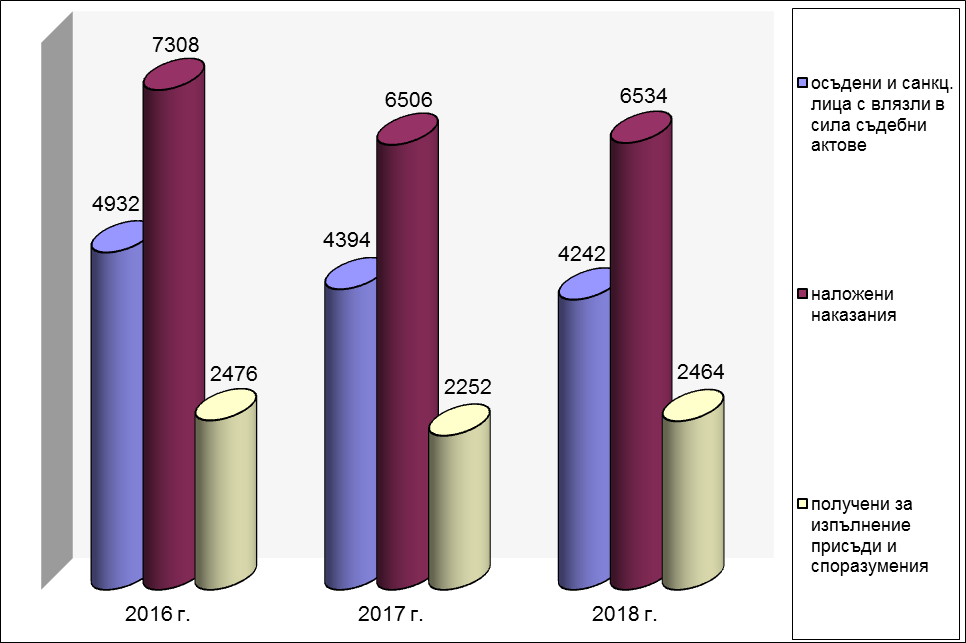 7308
6506
6534
4932
4394
4242
2476
2252
2464
2016 г.
2017 г.
2018 г.
осъдени и санкц.
лица с влязли в
сила съдебни
актове
наложени
наказания
получени за
изпълнение
присъди и
споразумения